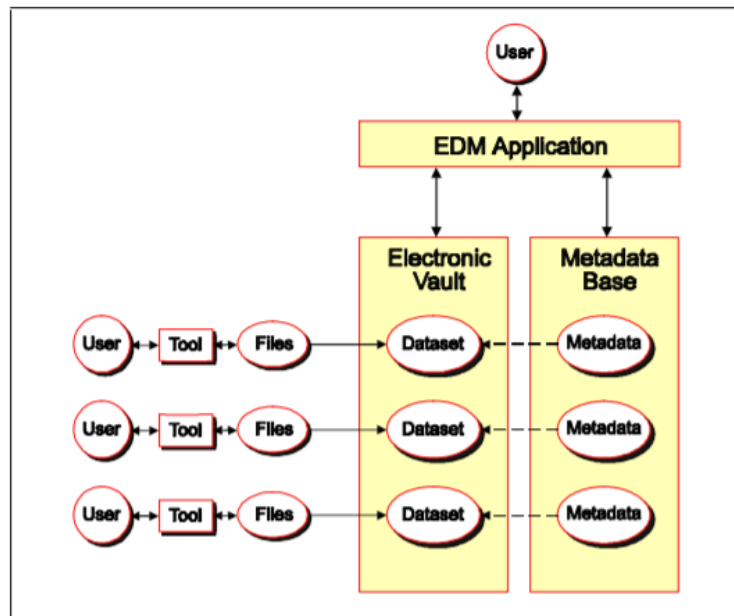 User
EDM Application
Electronic
Vault
Metadata
Base
User Tool Files Dataset Metadata
User Tool Files Dataset Metadata
User Tool Files Dataset Metadata